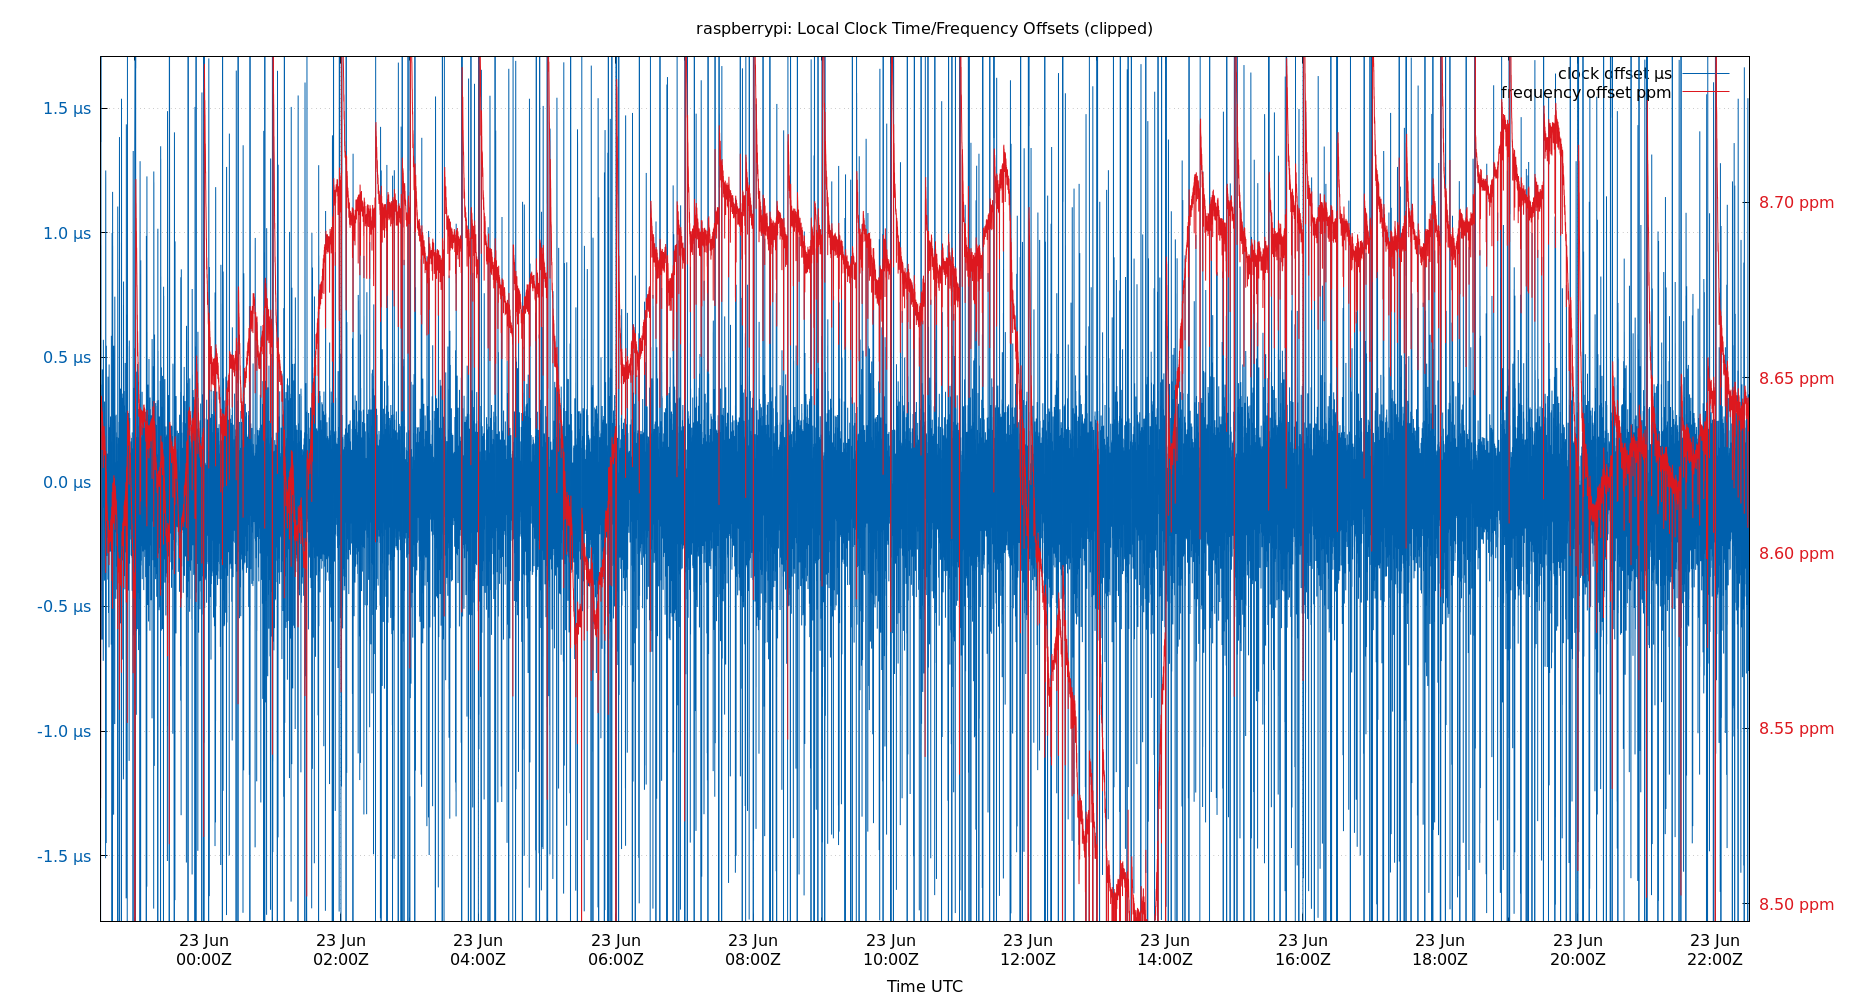 raspberrypi: Local Clock Time/Frequency Offsets (clipped)
clock offset µs
frequency offset ppm
1.5 µs
1.0 µs
0.5 µs
0.0 µs
-0.5 µs
-1.0 µs
-1.5 µs
8.70 ppm
8.65 ppm
8.60 ppm
8.55 ppm
8.50 ppm
23 Jun 23 Jun 23 Jun 23 Jun 23 Jun 23 Jun 23 Jun 23 Jun 23 Jun 23 Jun 23 Jun 23 Jun
00:00Z 02:00Z 04:00Z 06:00Z 08:00Z 10:00Z 12:00Z 14:00Z 16:00Z 18:00Z 20:00Z 22:00Z
Time UTC